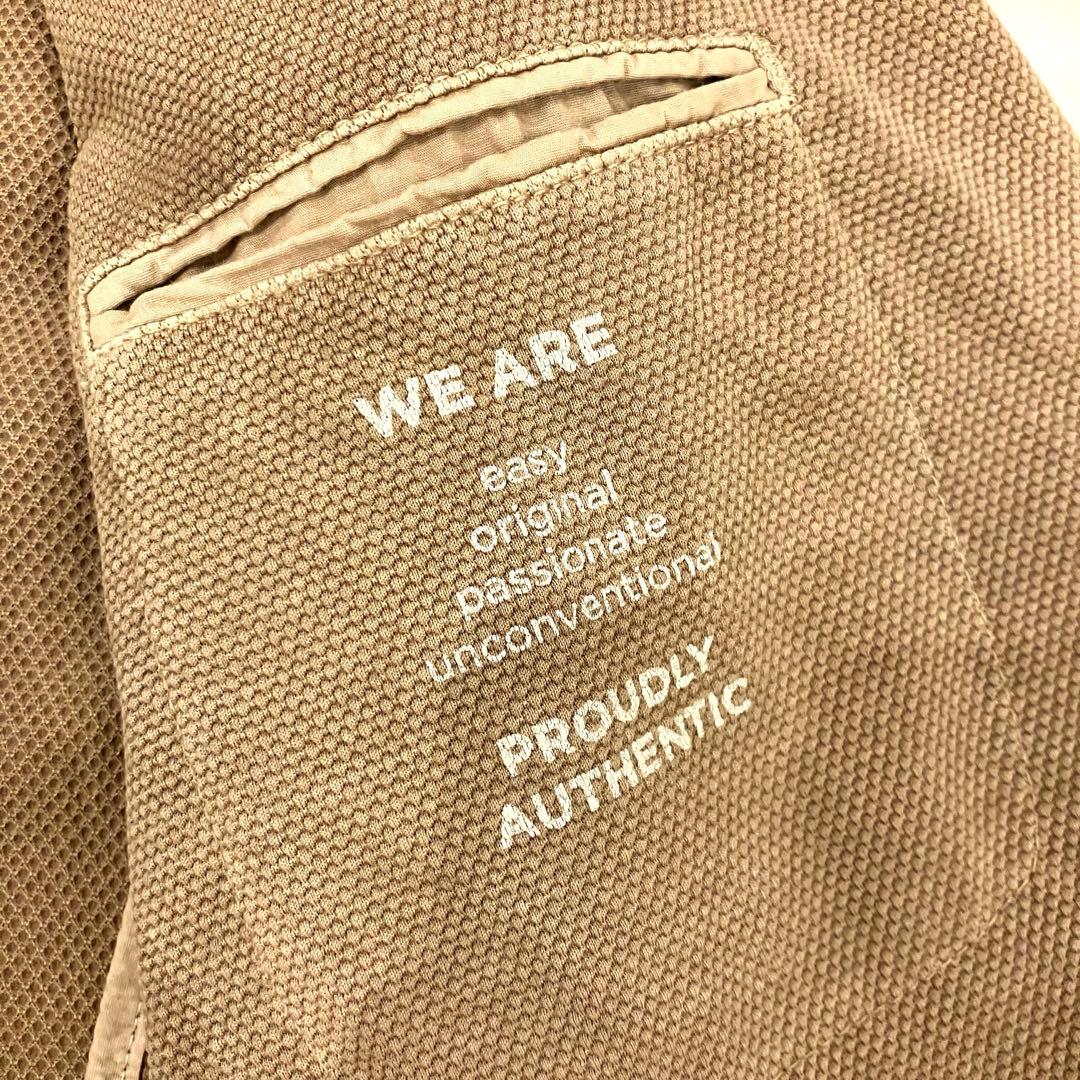 WE ARE
easy
original
passionate
unconventional
PROUDLY
AUTHENTIC